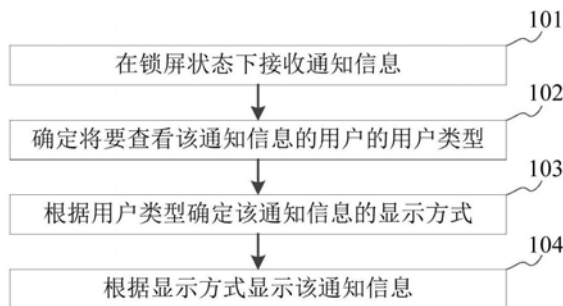 101
在锁屏状态下接收通知信息
102
确定将要查看该通知信息的用户的用户类型
103
根据用户类型确定该通知信息的显示方式
104
根据显示方式显示该通知信息